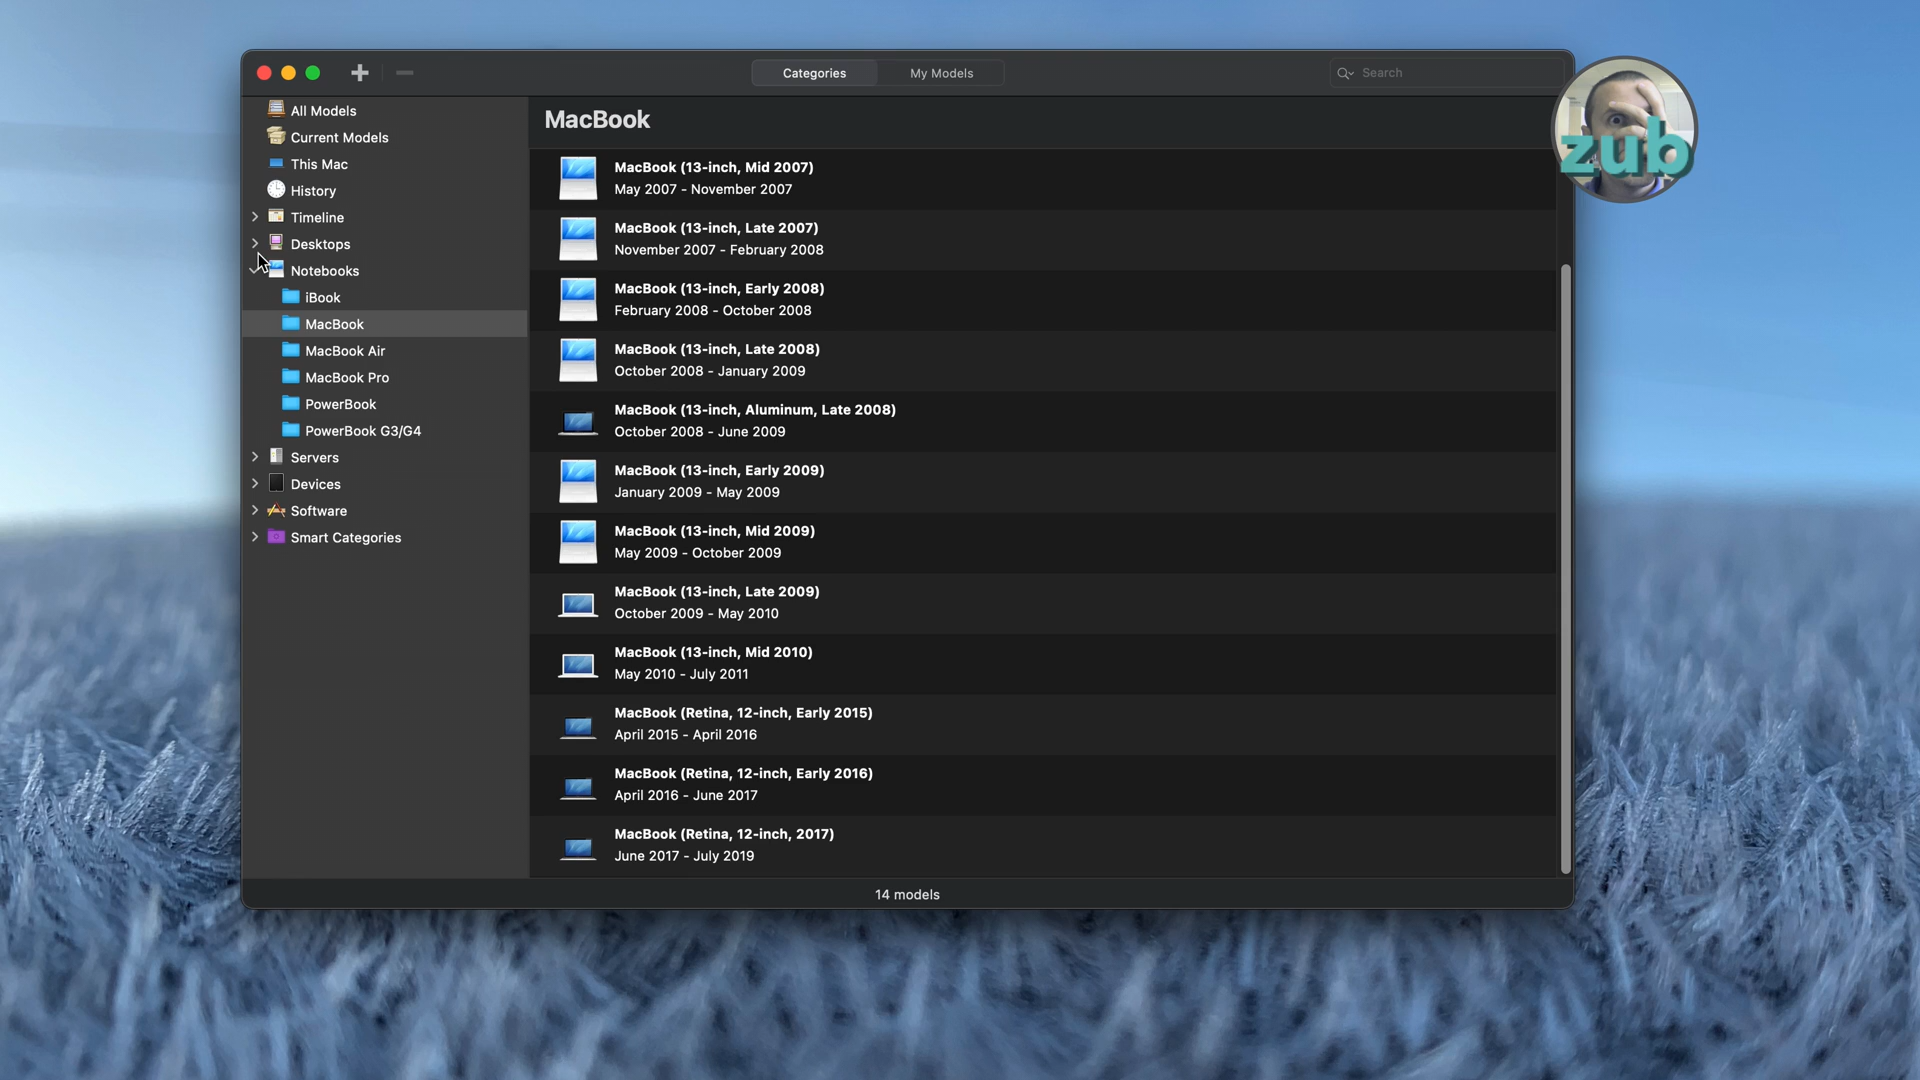 Categories
My Models
Search
All Models
Current Models
This Mac
History
Timeline
Desktops
Notebooks
iBook
MacBook
MacBook Air
MacBook Pro
PowerBook
PowerBook G3/G4
Servers
Devices
Software
Smart Categories
MacBook
MacBook (13-inch, Mid 2007)
May 2007 - November 2007
MacBook (13-inch, Late 2007)
November 2007 - February 2008
MacBook (13-inch, Early 2008)
February 2008 - October 2008
MacBook (13-inch, Late 2008)
October 2008 - January 2009
MacBook (13-inch, Aluminum, Late 2008)
October 2008 - June 2009
MacBook (13-inch, Early 2009)
January 2009 - May 2009
MacBook (13-inch, Mid 2009)
May 2009 - October 2009
MacBook (13-inch, Late 2009)
October 2009 - May 2010
MacBook (13-inch, Mid 2010)
May 2010 - July 2011
MacBook (Retina, 12-inch, Early 2015)
April 2015 - April 2016
MacBook (Retina, 12-inch, Early 2016)
April 2016 - June 2017
MacBook (Retina, 12-inch, 2017)
June 2017 - July 2019
14 models
zub